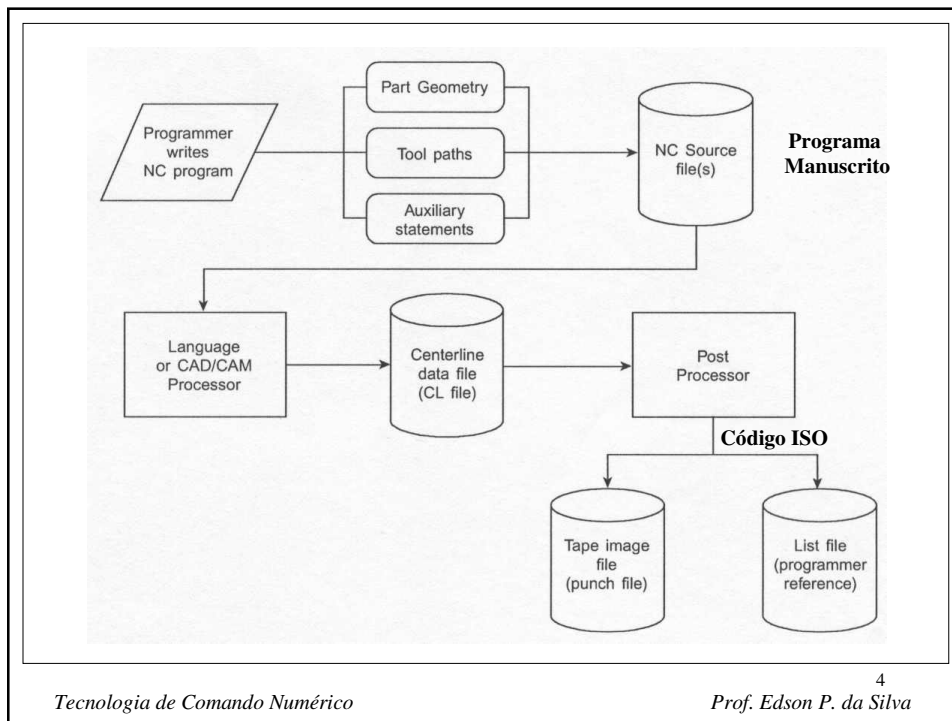 Programmer
writes
NC program
Part Geometry
Tool paths
Auxiliary
statements
NC Source
file(s)
Programa
Manuscrito
Language
or CAD/CAM
Processor
Centerline
data file
(CL file)
Post
Processor
Código ISO
Tape image
file
(punch file)
List file
(programmer
reference)
4
Tecnologia de Comando Numérico
Prof. Edson P. da Silva